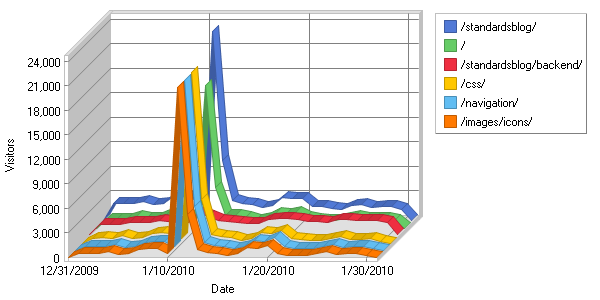 /standardsblog/
/
/standardsblog/backend/
/css/
/navigation/
/images/icons/
Visitors
24,000
21,000
18,000
15,000
12,000
9,000
6,000
3,000
0
12/31/2009 1/10/2010 1/20/2010 1/30/2010
Date